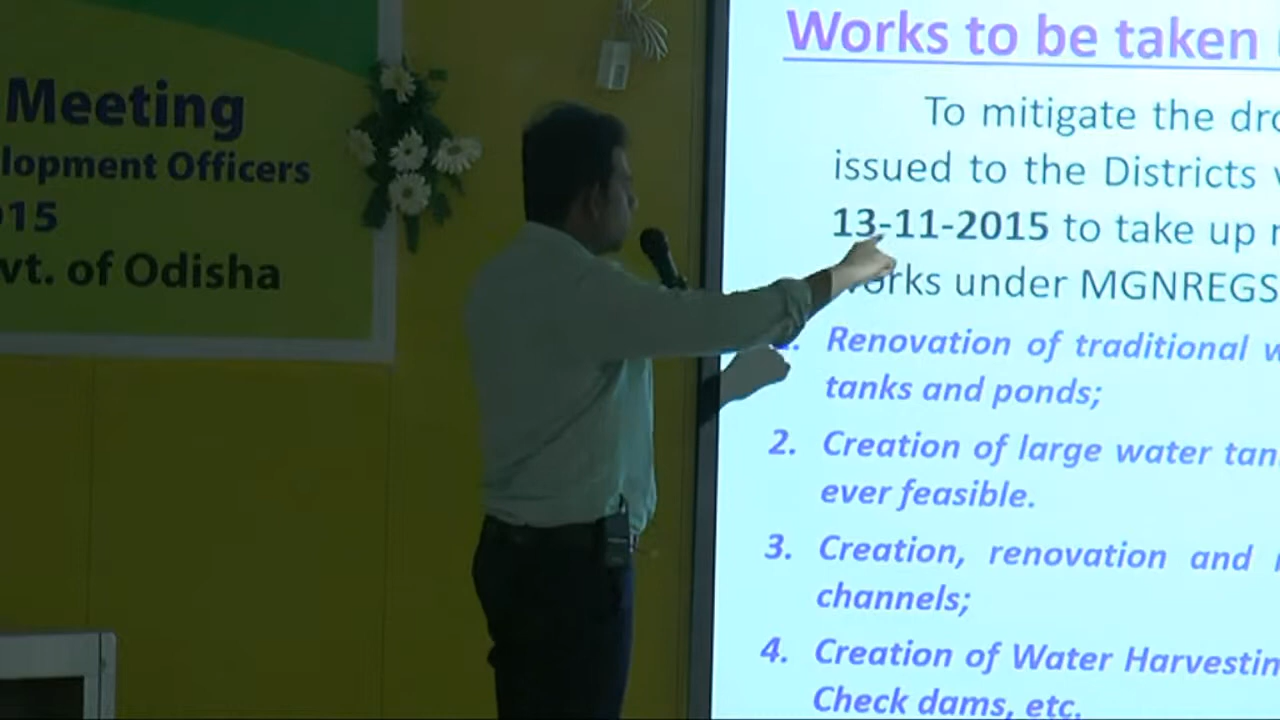 Meeting
lopment Officers
015
vt. of Odisha
Works to be taken
To mitigate the dro
issued to the Districts
13-11-2015 to take up
works under MGNREGS
1. Renovation of traditional w
tanks and ponds;
2. Creation of large water tan
ever feasible.
3. Creation, renovation and
channels;
4. Creation of Water Harvestin
Check dams, etc.